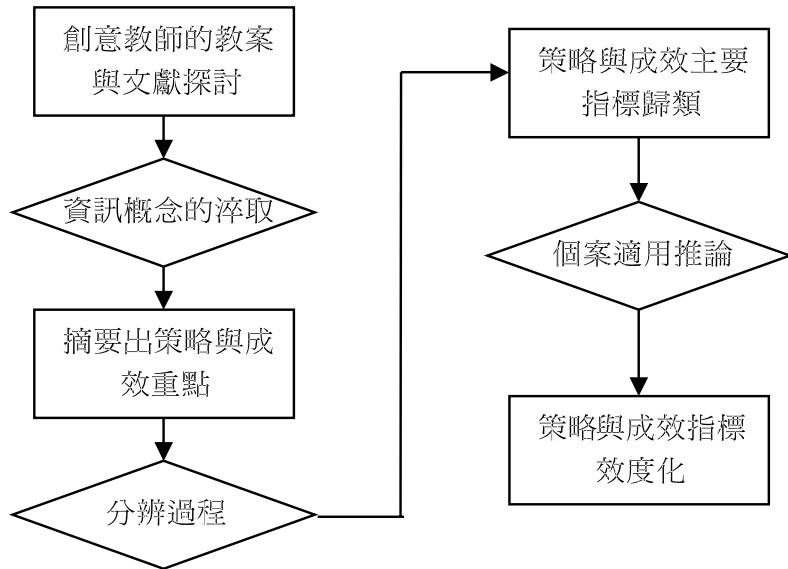 創意教師的教案
與文獻探討
資訊概念的淬取
摘要出策略與成
效重點
分辨過程
策略與成效主要
指標歸類
個案適用推論
策略與成效指標
效度化